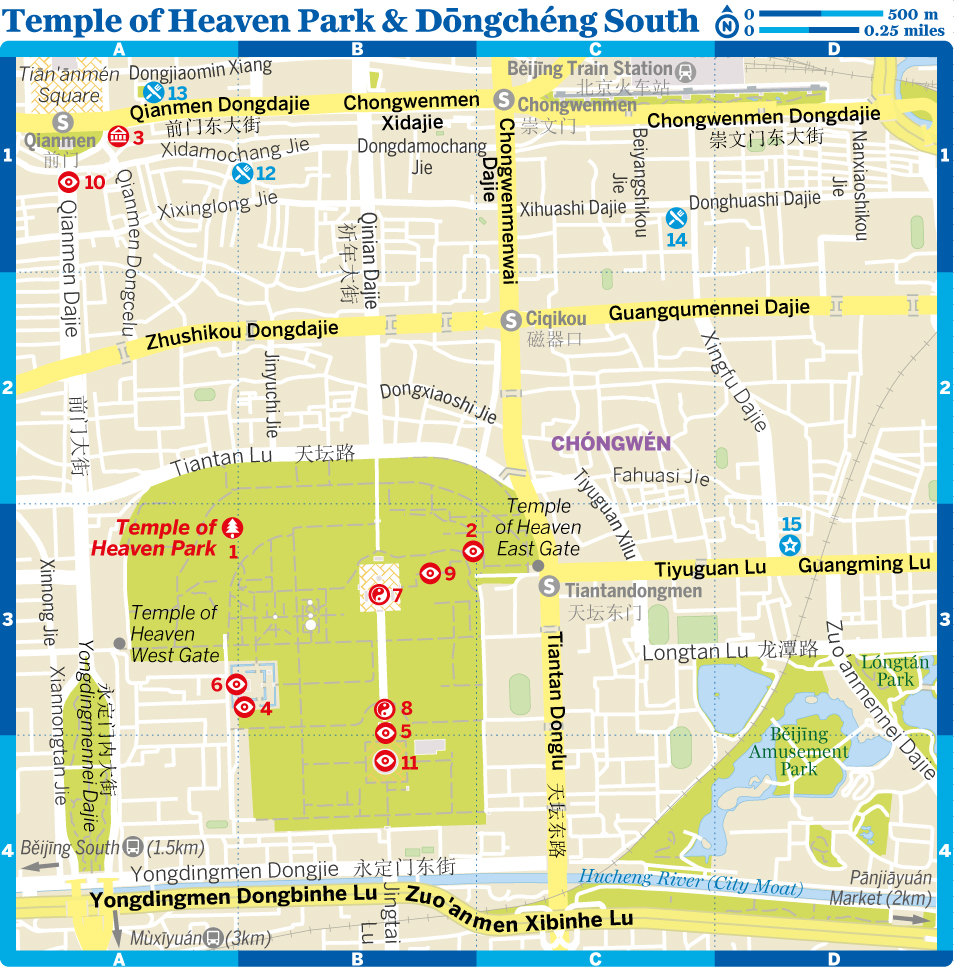 Temple of Heaven Park & Dōngchéng South
N
0 500 m
0 0.25 miles
A
B
C
D
Tiān'ānmén
Square
Dongjiaomin Xiang
13
Qianmen Dongdajie
前门东大街
Chongwenmen
Xidajie
Běijīng Train Station
北京火车站
S
Chongwenmen
崇文门
Chongwenmen Dongdajie
崇文门东大街
S
Qianmen
前门
3
Xidamochang Jie
Dongdamochang
Jie
1
1
10
12
Xixinglong Jie
Qianmen Dajie
Qianmen Dongcelu
Qinian Dajie
祈年大街
Chongwenmenwai
Dajie
Xihuashi Dajie
Beiyangshikou
Jie
14
Donghuashi Dajie
Nanxiaoshikou
Jie
Zhushikou Dongdajie
S
Ciqikou
磁器口
Guangqumennei Dajie
Jinyuchi Jie
Dongxiaoshi Jie
Xingfu Dajie
2
2
前门大街
CHÓNGWÉN
Tiantan Lu 天坛路
Fahuasi Jie
Tiyuguan Xilu
Temple of
Heaven Park
1
2
Temple
of Heaven
East Gate
15
9
7
S
Tiantandongmen
天坛东门
Tiyuguan Lu
Guangming Lu
Xinnong Jie
Temple of
Heaven
West Gate
3
3
Longtan Lu 龙潭路
Zuo'anmennei Dajie
Lóngtán
Park
6
4
8
5
11
Xiannongtan Jie
Yongdingmennei Dajie
永定门内大街
Tiantan Donglu
天坛东路
Běijīng
Amusement
Park
Běijīng South (1.5km)
4
4
Yongdingmen Dongjie 永定门东街
Hucheng River (City Moat)
Pānjiāyuán
Market (2km)
Yongdingmen Dongbinhe Lu
Jingtai
Lu
Zuo'anmen Xibinhe Lu
Mùxīyuán (3km)
A
B
C
D